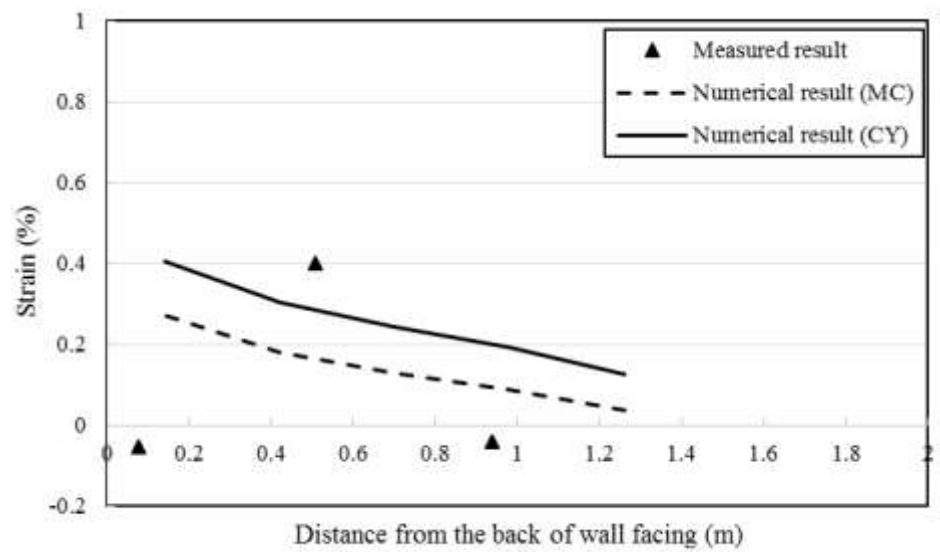 1
0.8
0.6
0.4
0.2
0
-0.2
Strain (%)
Measured result
Numerical result (MC)
Numerical result (CY)
0 0.2 0.4 0.6 0.8 1 1.2 1.4 1.6 1.8 2
Distance from the back of wall facing (m)